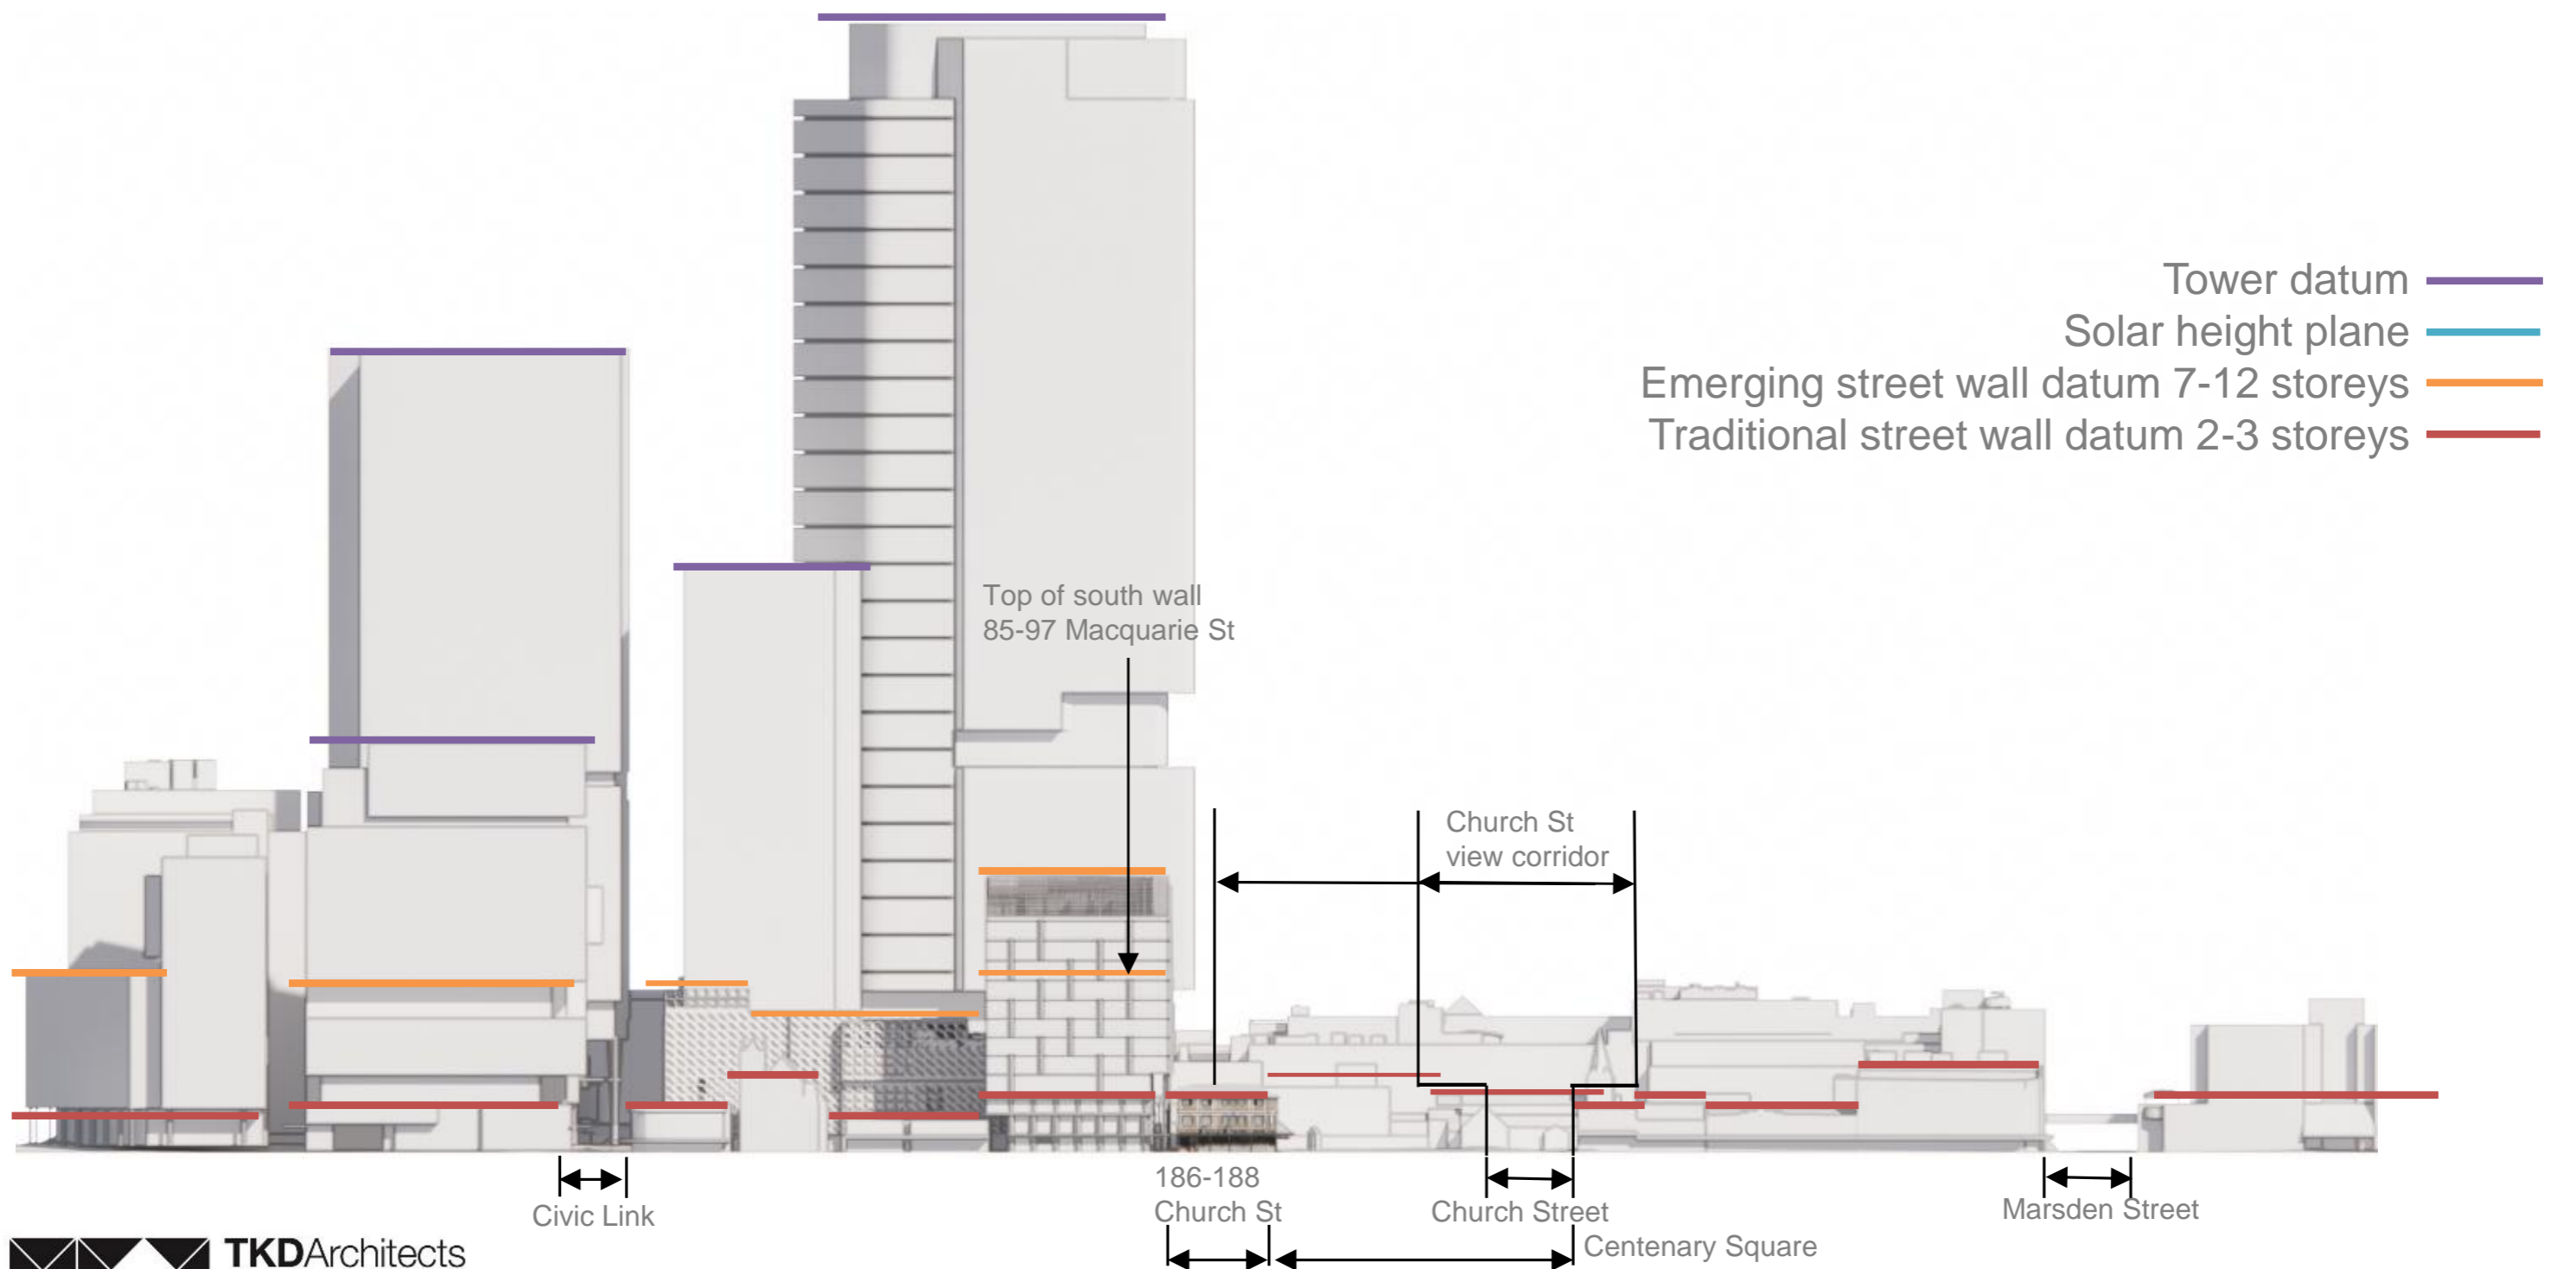 Tower datum
Solar height plane
Emerging street wall datum 7-12 storeys
Traditional street wall datum 2-3 storeys
Top of south wall
85-97 Macquarie St
Church St
view corridor
Civic Link
186-188
Church St
Church Street
Marsden Street
Centenary Square
TKDArchitects